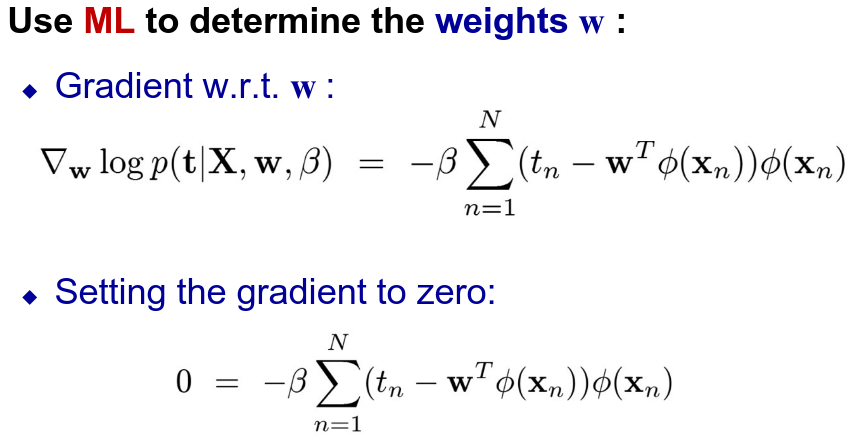 Use ML to determine the weights w :
◆ Gradient w.r.t. w :
∇_w log p(t|X, w, β) = −β ∑_{n=1}^{N} (t_n − w^T ϕ(x_n))ϕ(x_n)
◆ Setting the gradient to zero:
0 = −β ∑_{n=1}^{N} (t_n − w^T ϕ(x_n))ϕ(x_n)